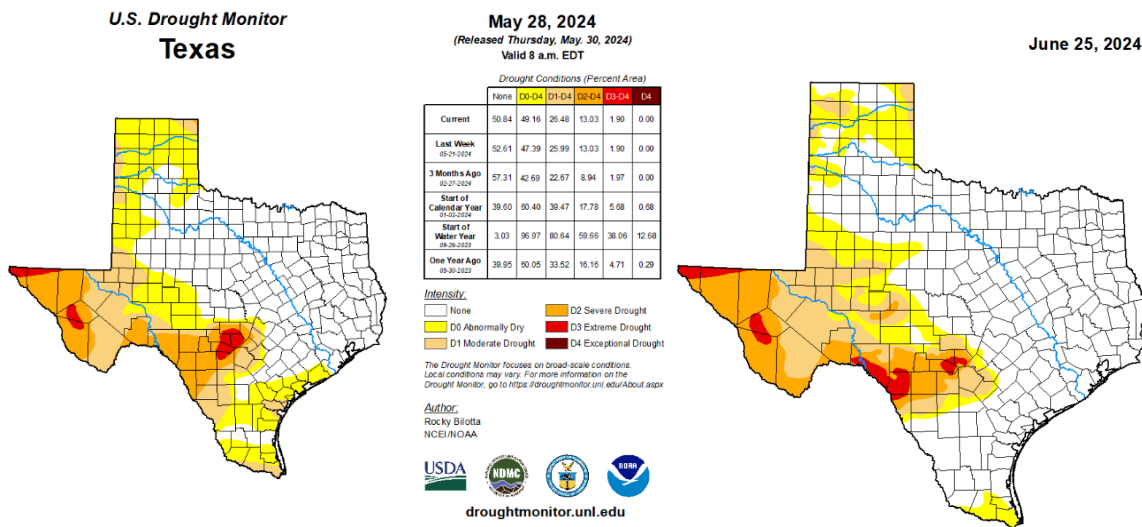 U.S. Drought Monitor
Texas
May 28, 2024
(Released Thursday, May. 30, 2024)
Valid 8 a.m. EDT
June 25, 2024
Drought Conditions (Percent Area)
None D0-D4 D1-D4 D2-D4 D3-D4 D4
Current 50.84 49.16 26.48 13.03 1.90 0.00
Last Week
05-21-2024 52.61 47.39 25.99 13.03 1.90 0.00
3 Months Ago
02-27-2024 57.31 42.69 22.67 8.94 1.97 0.00
Start of
Calendar Year
01-02-2024 39.60 60.40 39.47 17.78 5.68 0.68
Start of
Water Year
09-26-2023 3.03 96.97 80.64 59.66 38.06 12.68
One Year Ago
05-30-2023 39.95 60.05 33.52 16.16 4.71 0.29
Intensity:
None
D0 Abnormally Dry
D1 Moderate Drought
D2 Severe Drought
D3 Extreme Drought
D4 Exceptional Drought
The Drought Monitor focuses on broad-scale conditions.
Local conditions may vary. For more information on the
Drought Monitor, go to https://droughtmonitor.unl.edu/About.aspx
Author:
Rocky Bilotta
NCEI/NOAA
USDA
NDMC
NOAA
droughtmonitor.unl.edu